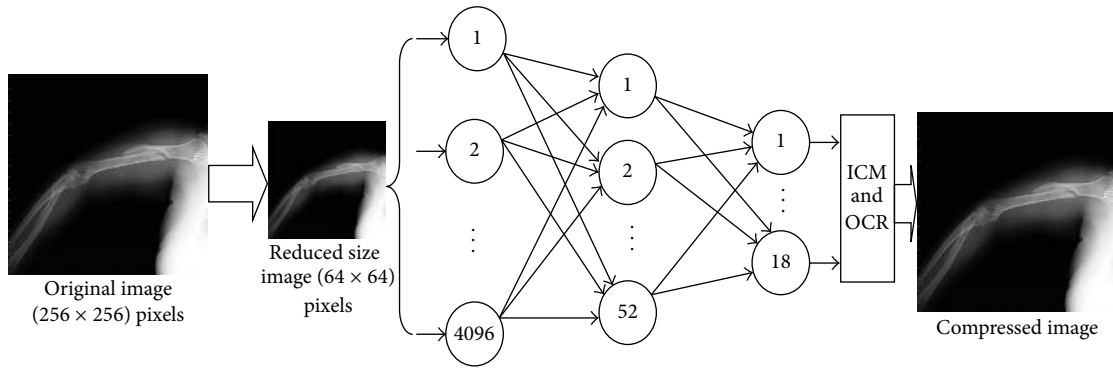 Original image
(256 × 256) pixels
Reduced size
image (64 × 64)
pixels
1
2
⋮
4096
1
2
⋮
52
1
⋮
18
ICM
and
OCR
Compressed image